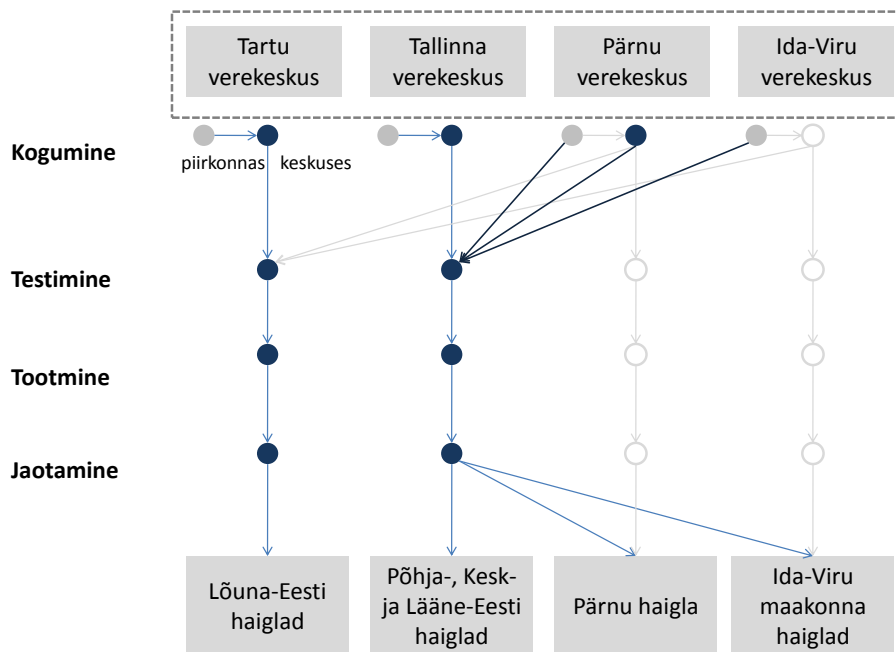 Tartu
verekeskus
Tallinna
verekeskus
Pärnu
verekeskus
Ida-Viru
verekeskus
Kogumine
piirkonnas keskuses
Testimine
Tootmine
Jaotamine
Lõuna-Eesti
haiglad
Põhja-, Kesk-
ja Lääne-Eesti
haiglad
Pärnu haigla
Ida-Viru
maakonna
haiglad